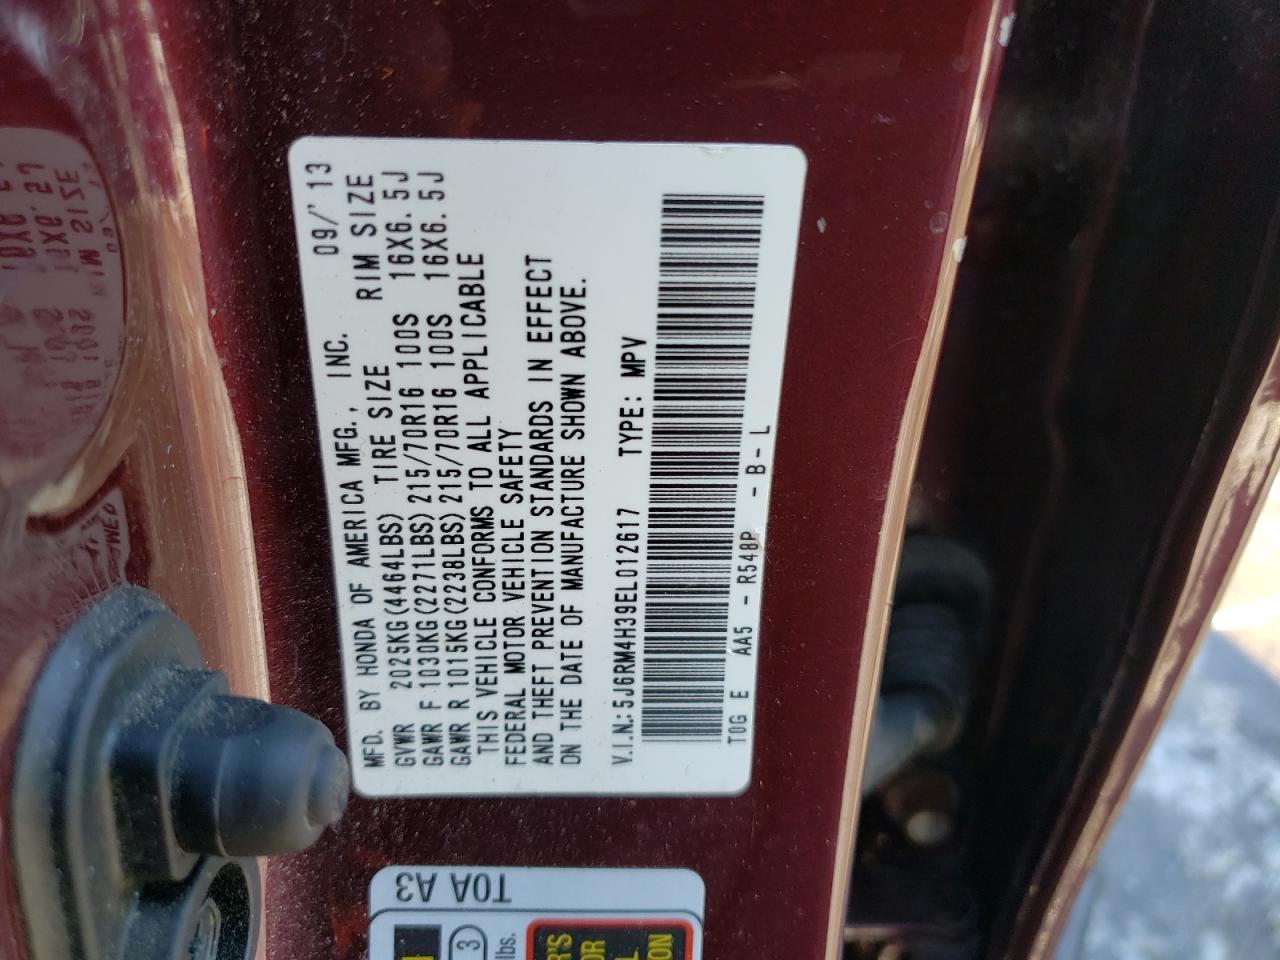 MFD. BY HONDA OF AMERICA MFG., INC. 09/'13
TIRE SIZE RIM SIZE
GVWR 2025KG(4464LBS)
GAWR F 1030KG(2271LBS) 215/70R16 100S 16X6.5J
GAWR R 1015KG(2238LBS) 215/70R16 100S 16X6.5J
THIS VEHICLE CONFORMS TO ALL APPLICABLE
FEDERAL MOTOR VEHICLE SAFETY
AND THEFT PREVENTION STANDARDS IN EFFECT
ON THE DATE OF MANUFACTURE SHOWN ABOVE.
V.I.N.: 5J6RM4H39EL012617 TYPE: MPV
TOG E AA5 - R548P - B - L
T0A A3
3
lbs.